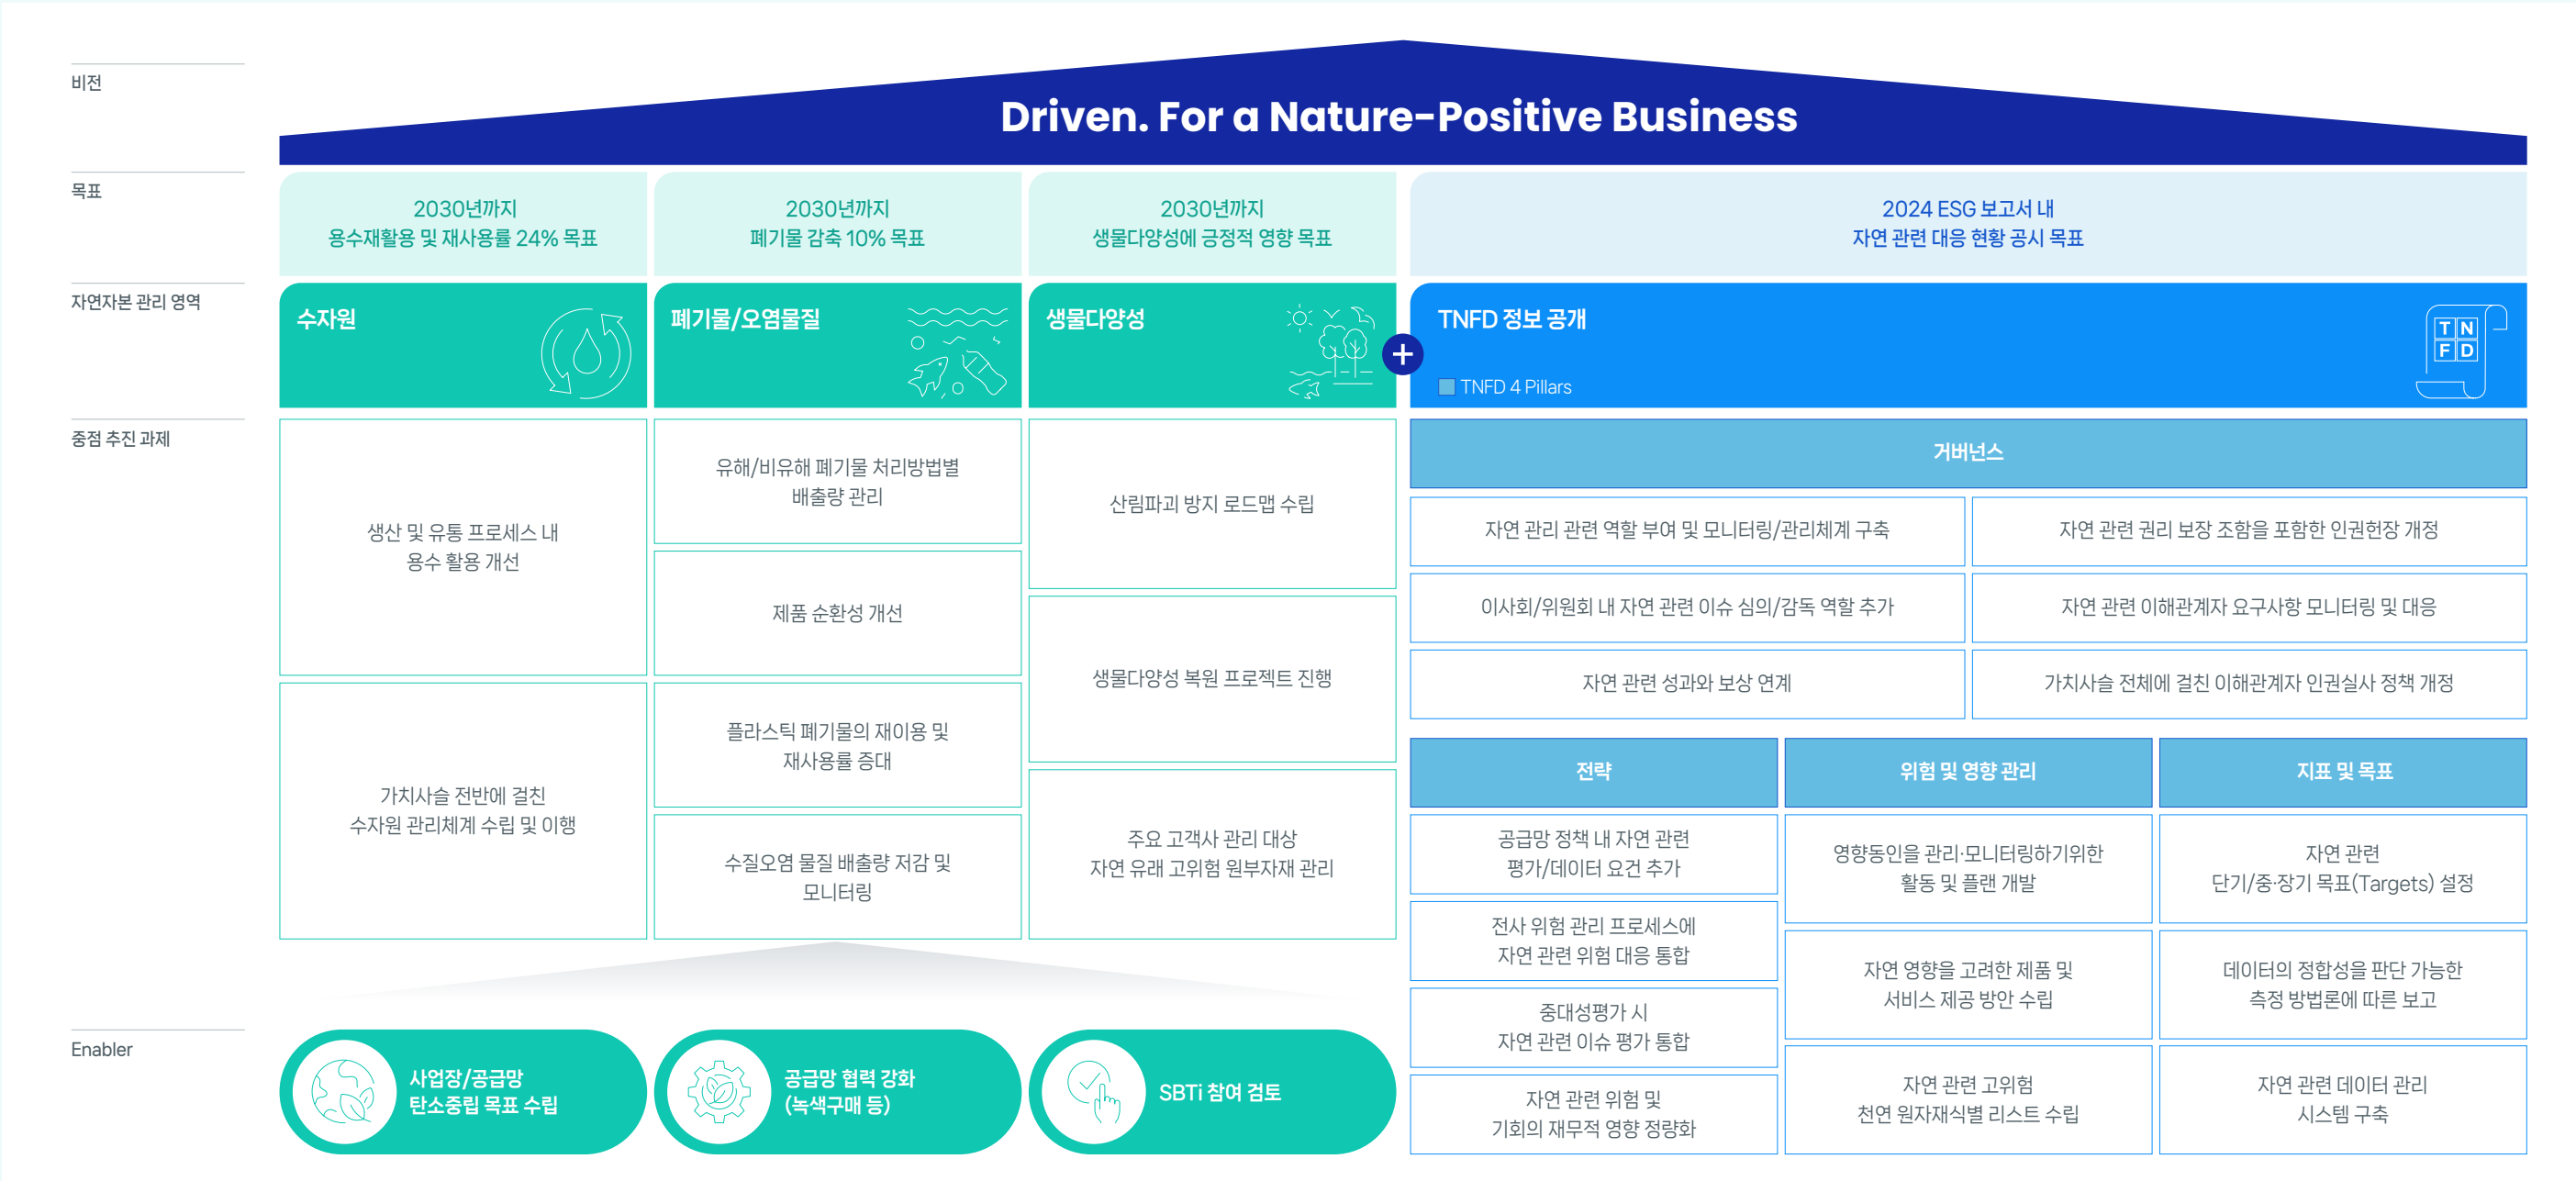 비전
Driven. For a Nature-Positive Business
목표
2030년까지
용수재활용 및 재사용률 24% 목표
2030년까지
폐기물 감축 10% 목표
2030년까지
생물다양성에 긍정적 영향 목표
2024 ESG 보고서 내
자연 관련 대응 현황 공시 목표
자연자본 관리 영역
수자원
폐기물/오염물질
생물다양성
+
TNFD 정보 공개
TNFD 4 Pillars
T N
F D
중점 추진 과제
생산 및 유통 프로세스 내
용수 활용 개선
가치사슬 전반에 걸친
수자원 관리체계 수립 및 이행
유해/비유해 폐기물 처리방법별
배출량 관리
제품 순환성 개선
플라스틱 폐기물의 재이용 및
재사용률 증대
수질오염 물질 배출량 저감 및
모니터링
산림파괴 방지 로드맵 수립
생물다양성 복원 프로젝트 진행
주요 고객사 관리 대상
자연 유래 고위험 원부자재 관리
거버넌스
자연 관리 관련 역할 부여 및 모니터링/관리체계 구축
자연 관련 권리 보장 조함을 포함한 인권헌장 개정
이사회/위원회 내 자연 관련 이슈 심의/감독 역할 추가
자연 관련 이해관계자 요구사항 모니터링 및 대응
자연 관련 성과와 보상 연계
가치사슬 전체에 걸친 이해관계자 인권실사 정책 개정
전략
공급망 정책 내 자연 관련
평가/데이터 요건 추가
전사 위험 관리 프로세스에
자연 관련 위험 대응 통합
중대성평가 시
자연 관련 이슈 평가 통합
자연 관련 위험 및
기회의 재무적 영향 정량화
위험 및 영향 관리
영향동인을 관리·모니터링하기위한
활동 및 플랜 개발
자연 영향을 고려한 제품 및
서비스 제공 방안 수립
자연 관련 고위험
천연 원자재식별 리스트 수립
지표 및 목표
자연 관련
단기/중·장기 목표(Targets) 설정
데이터의 정합성을 판단 가능한
측정 방법론에 따른 보고
자연 관련 데이터 관리
시스템 구축
Enabler
사업장/공급망
탄소중립 목표 수립
공급망 협력 강화
(녹색구매 등)
SBTi 참여 검토